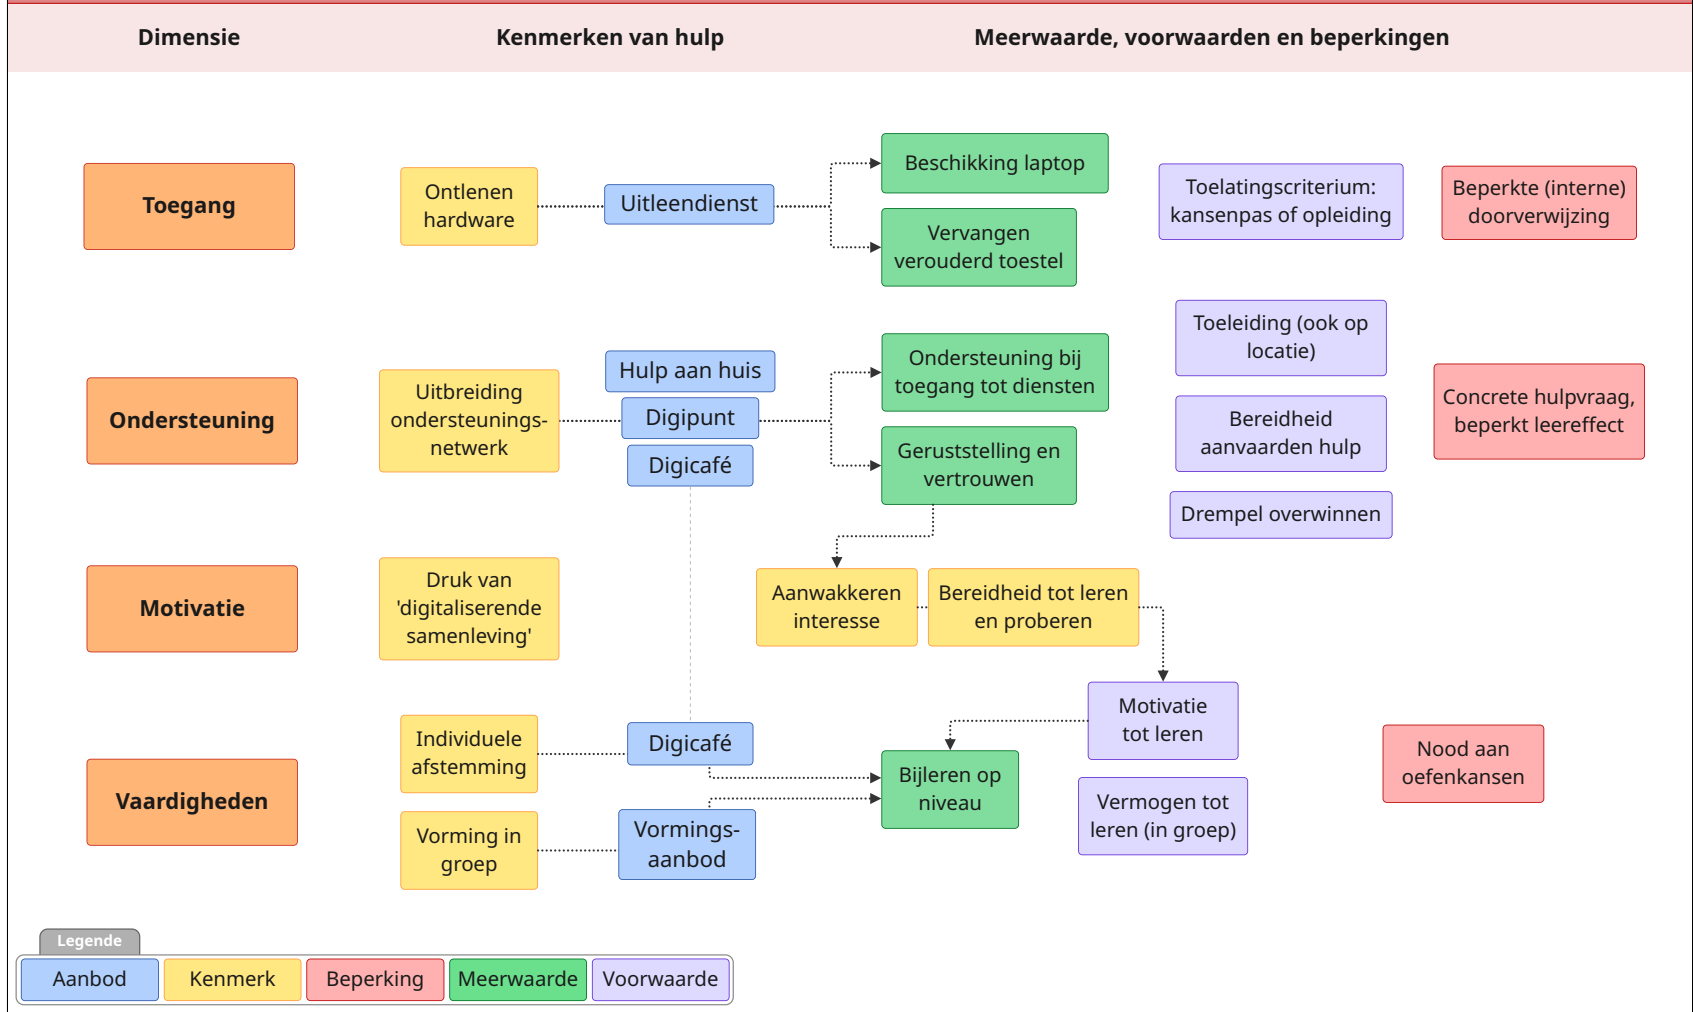 Dimensie
Kenmerken van hulp
Meerwaarde, voorwaarden en beperkingen
Toegang
Ontlenen
hardware
Uitleendienst
Beschikking laptop
Vervangen
verouderd toestel
Toelatingscriterium:
kansenpas of opleiding
Beperkte (interne)
doorverwijzing
Ondersteuning
Uitbreiding
ondersteunings-
netwerk
Hulp aan huis
Digipunt
Digicafé
Ondersteuning bij
toegang tot diensten
Geruststelling en
vertrouwen
Toeleiding (ook op
locatie)
Bereidheid
aanvaarden hulp
Drempel overwinnen
Concrete hulpvraag,
beperkt leereffect
Motivatie
Druk van
'digitaliserende
samenleving'
Aanwakkeren
interesse
Bereidheid tot leren
en proberen
Motivatie
tot leren
Vaardigheden
Individuele
afstemming
Digicafé
Vorming in
groep
Vormings-
aanbod
Bijleren op
niveau
Vermogen tot
leren (in groep)
Nood aan
oefenkansen
Legende
Aanbod
Kenmerk
Beperking
Meerwaarde
Voorwaarde